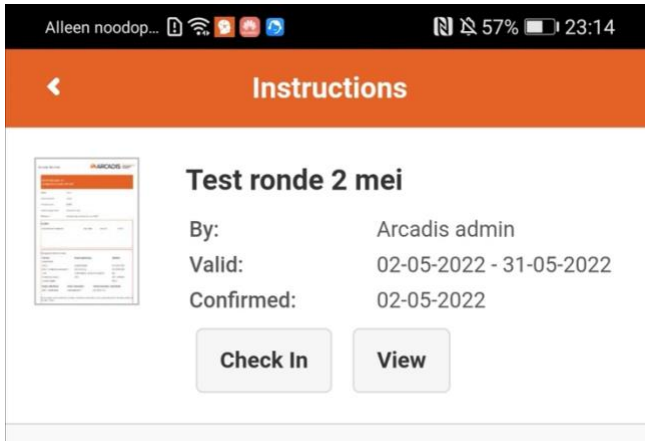 Alleen noodop... 57% 23:14
Instructions
ARCADIS
Test ronde 2 mei
By: Arcadis admin
Valid: 02-05-2022 - 31-05-2022
Confirmed: 02-05-2022
Check In View